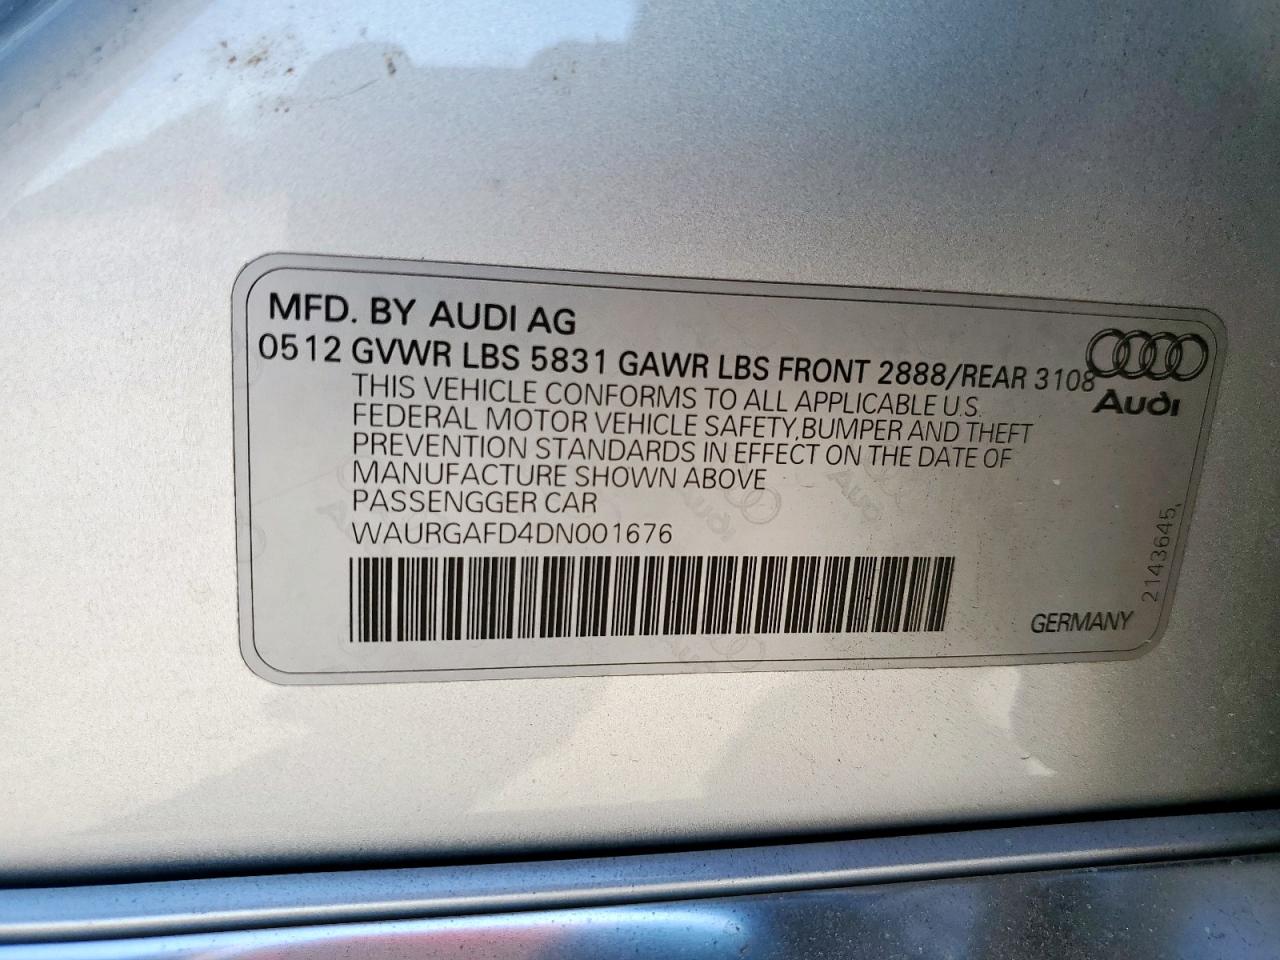 MFD. BY AUDI AG
0512 GVWR LBS 5831 GAWR LBS FRONT 2888/REAR 3108
THIS VEHICLE CONFORMS TO ALL APPLICABLE U.S.
FEDERAL MOTOR VEHICLE SAFETY,BUMPER AND THEFT
PREVENTION STANDARDS IN EFFECT ON THE DATE OF
MANUFACTURE SHOWN ABOVE
PASSENGGER CAR
WAURGAFD4DN001676
Audi
2143645,
GERMANY